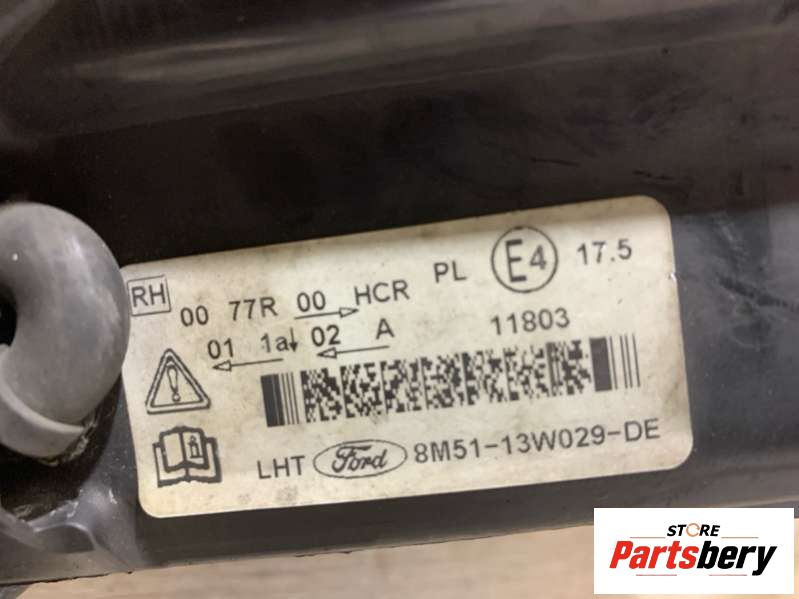 RH 00 77R 00 HCR PL E4 17.5
01 1a 02 A 11803
LHT Ford 8M51-13W029-DE
STORE
Partsbery